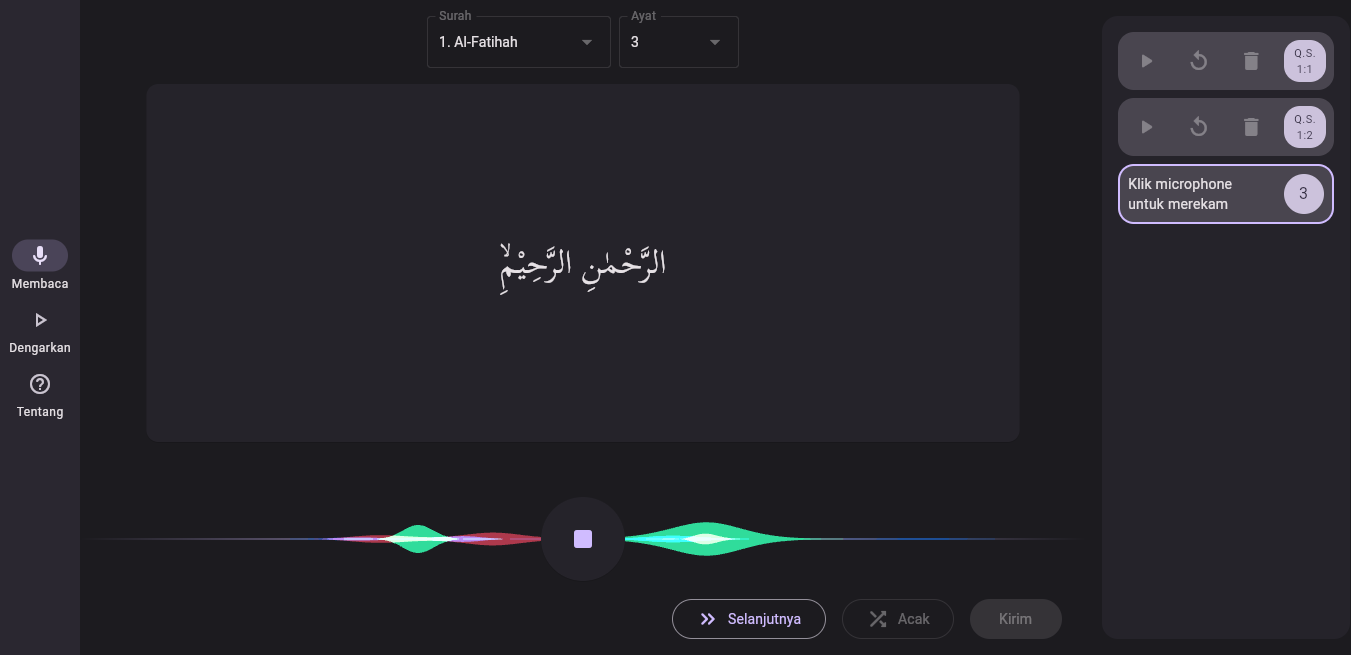 Surah
1. Al-Fatihah
Ayat
3
الرَّحْمٰنِ الرَّحِيْمِۙ
Membaca
Dengarkan
Tentang
Selanjutnya
Acak
Kirim
Q.S.
1:1
Q.S.
1:2
Klik microphone
untuk merekam
3